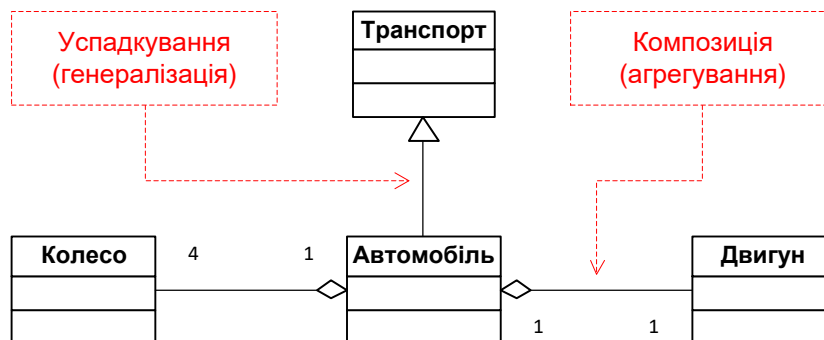 Успадкування
(генералізація)
Транспорт
Композиція
(агрегування)
Колесо
4
1
Автомобіль
Двигун
1
1